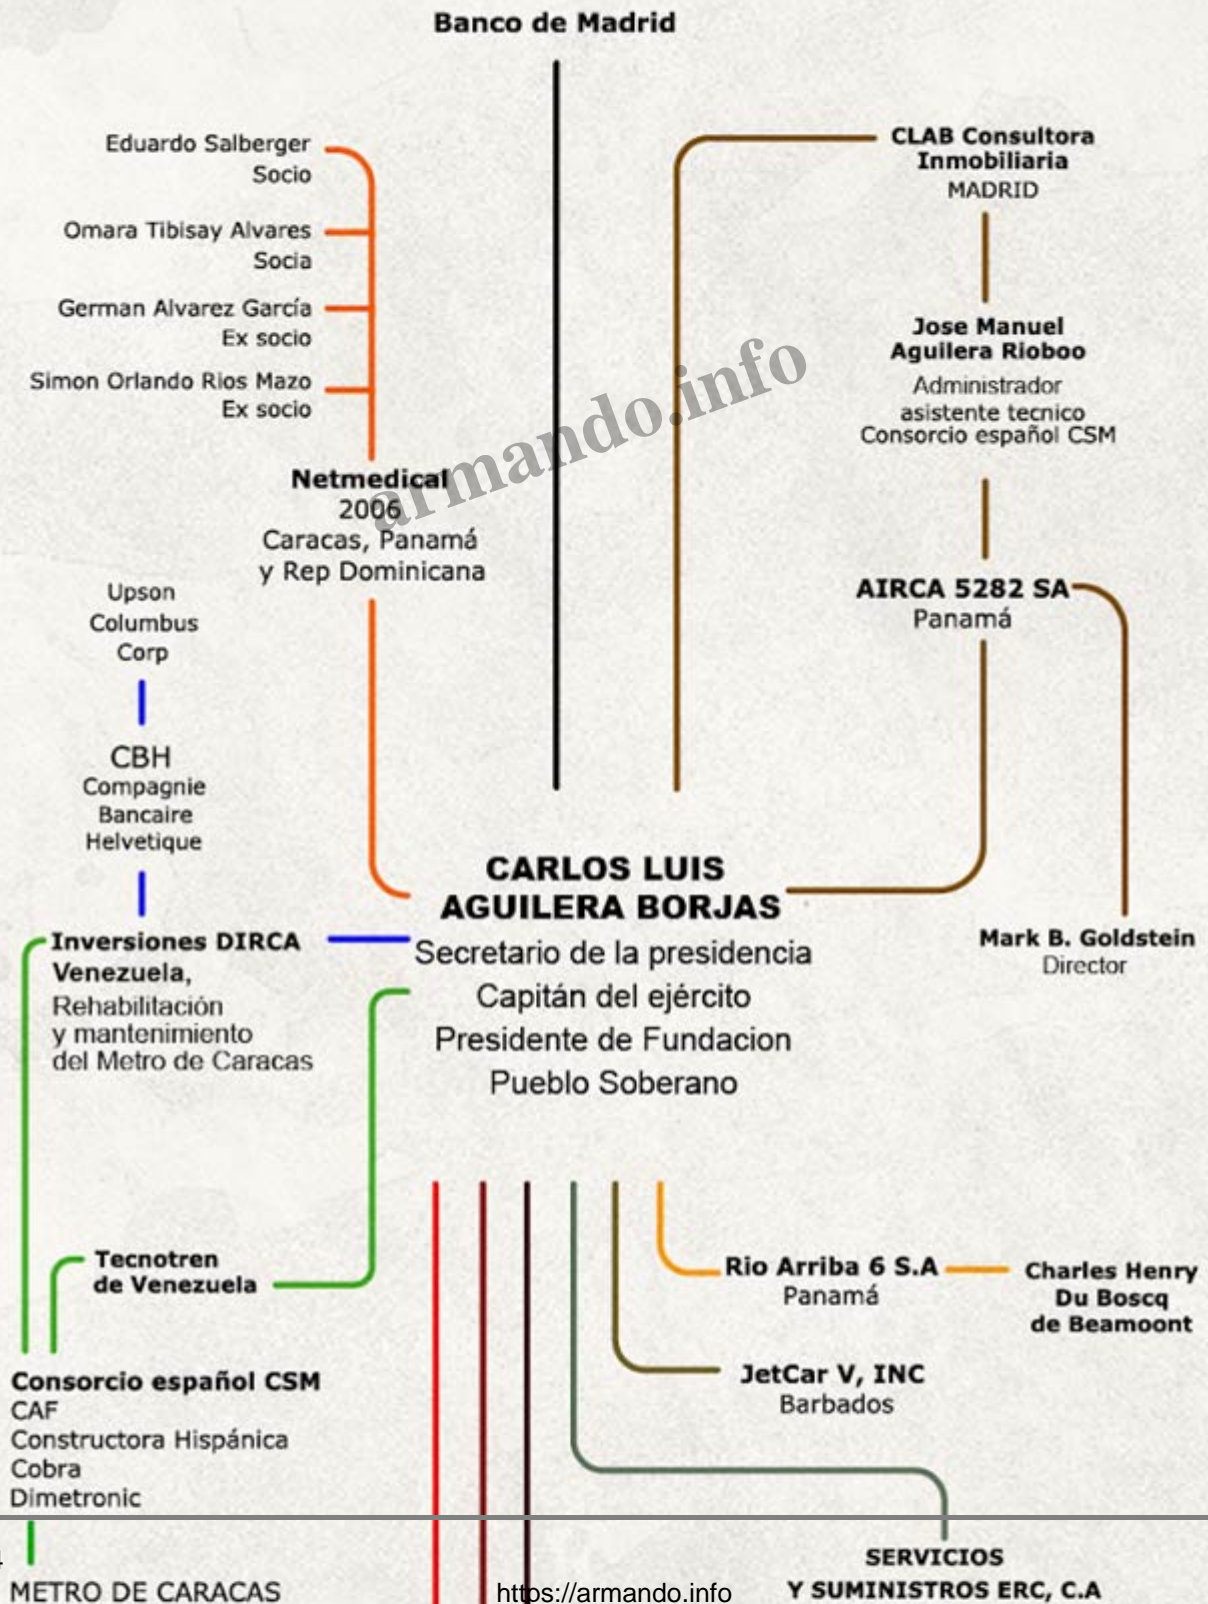 Banco de Madrid
Eduardo Salberger
Socio
Omara Tibisay Alvares
Socia
German Alvarez García
Ex socio
Simon Orlando Rios Mazo
Ex socio
Netmedical
2006
Caracas, Panamá
y Rep Dominicana
CLAB Consultora
Inmobiliaria
MADRID
Jose Manuel
Aguilera Rioboo
Administrador
asistente tecnico
Consorcio español CSM
armando.info
AIRCA 5282 SA
Panamá
Mark B. Goldstein
Director
Upson
Columbus
Corp
CBH
Compagnie
Bancaire
Helvetique
Inversiones DIRCA
Venezuela,
Rehabilitación
y mantenimiento
del Metro de Caracas
CARLOS LUIS
AGUILERA BORJAS
Secretario de la presidencia
Capitán del ejército
Presidente de Fundacion
Pueblo Soberano
Tecnotren
de Venezuela
Consorcio español CSM
CAF
Constructora Hispánica
Cobra
Dimetronic
METRO DE CARACAS
Rio Arriba 6 S.A
Panamá
Charles Henry
Du Boscq
de Beamoont
JetCar V, INC
Barbados
SERVICIOS
Y SUMINISTROS ERC, C.A
https://armando.info